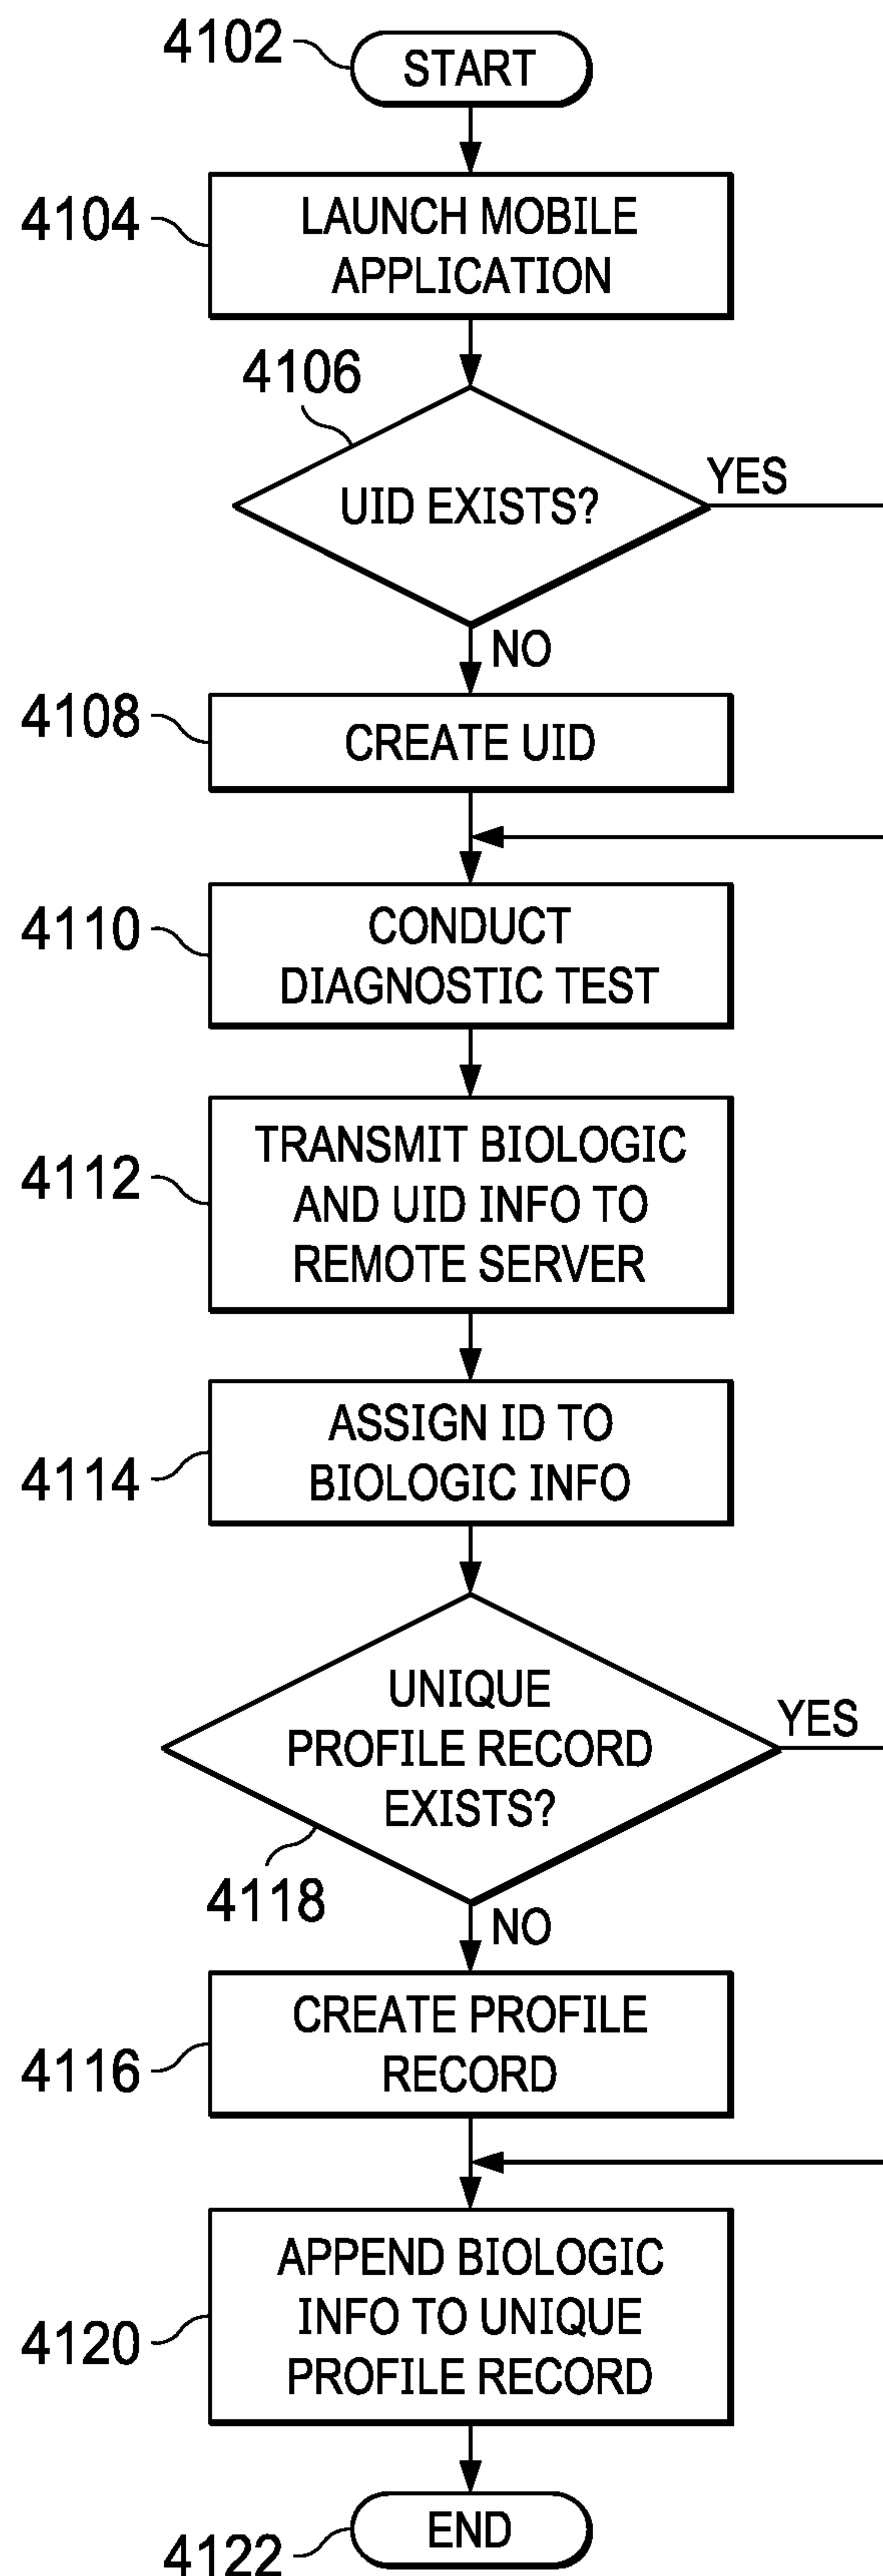 4102
START
4104
LAUNCH MOBILE
APPLICATION
4106
UID EXISTS?
YES
NO
4108
CREATE UID
4110
CONDUCT
DIAGNOSTIC TEST
4112
TRANSMIT BIOLOGIC
AND UID INFO TO
REMOTE SERVER
4114
ASSIGN ID TO
BIOLOGIC INFO
UNIQUE
PROFILE RECORD
EXISTS?
YES
4118
NO
4116
CREATE PROFILE
RECORD
4120
APPEND BIOLOGIC
INFO TO UNIQUE
PROFILE RECORD
END
4122